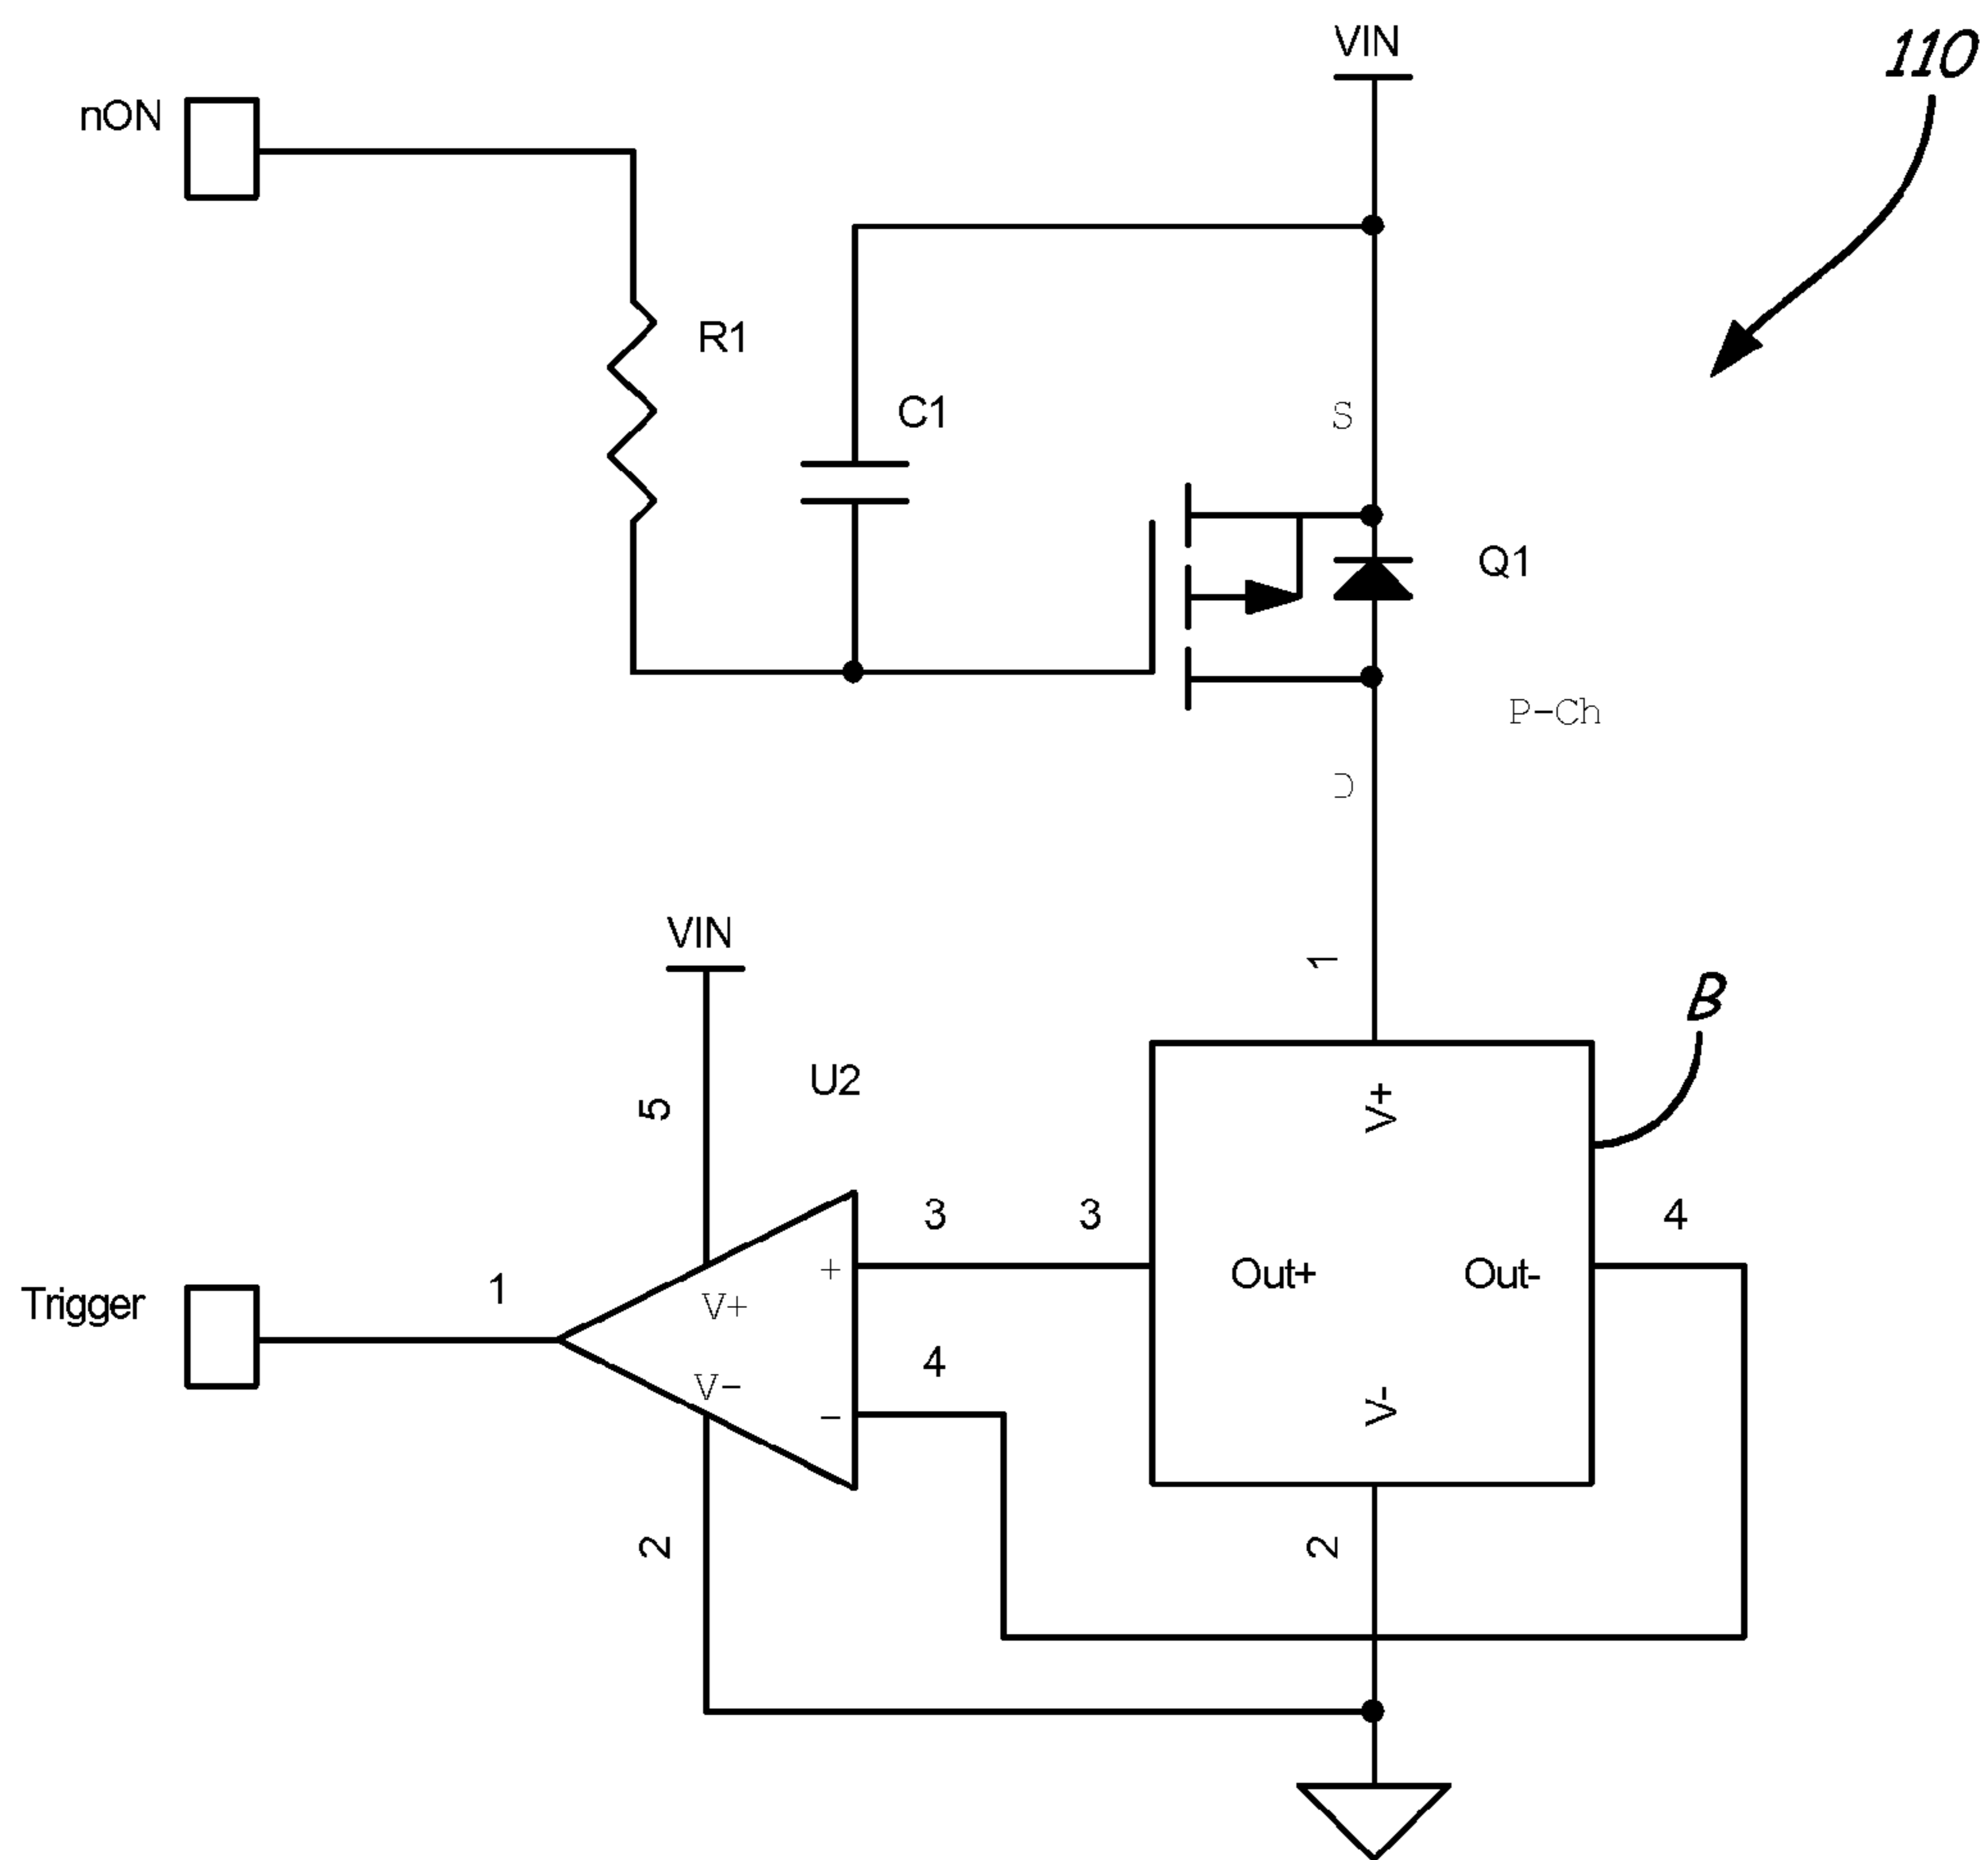 VIN
110
nON
R1
C1
S
Q1
P-Ch
D
1
VIN
B
U2
5
V+
3
3
4
1
Trigger
+
Out+
Out-
V+
4
V-
-
V-
2
2